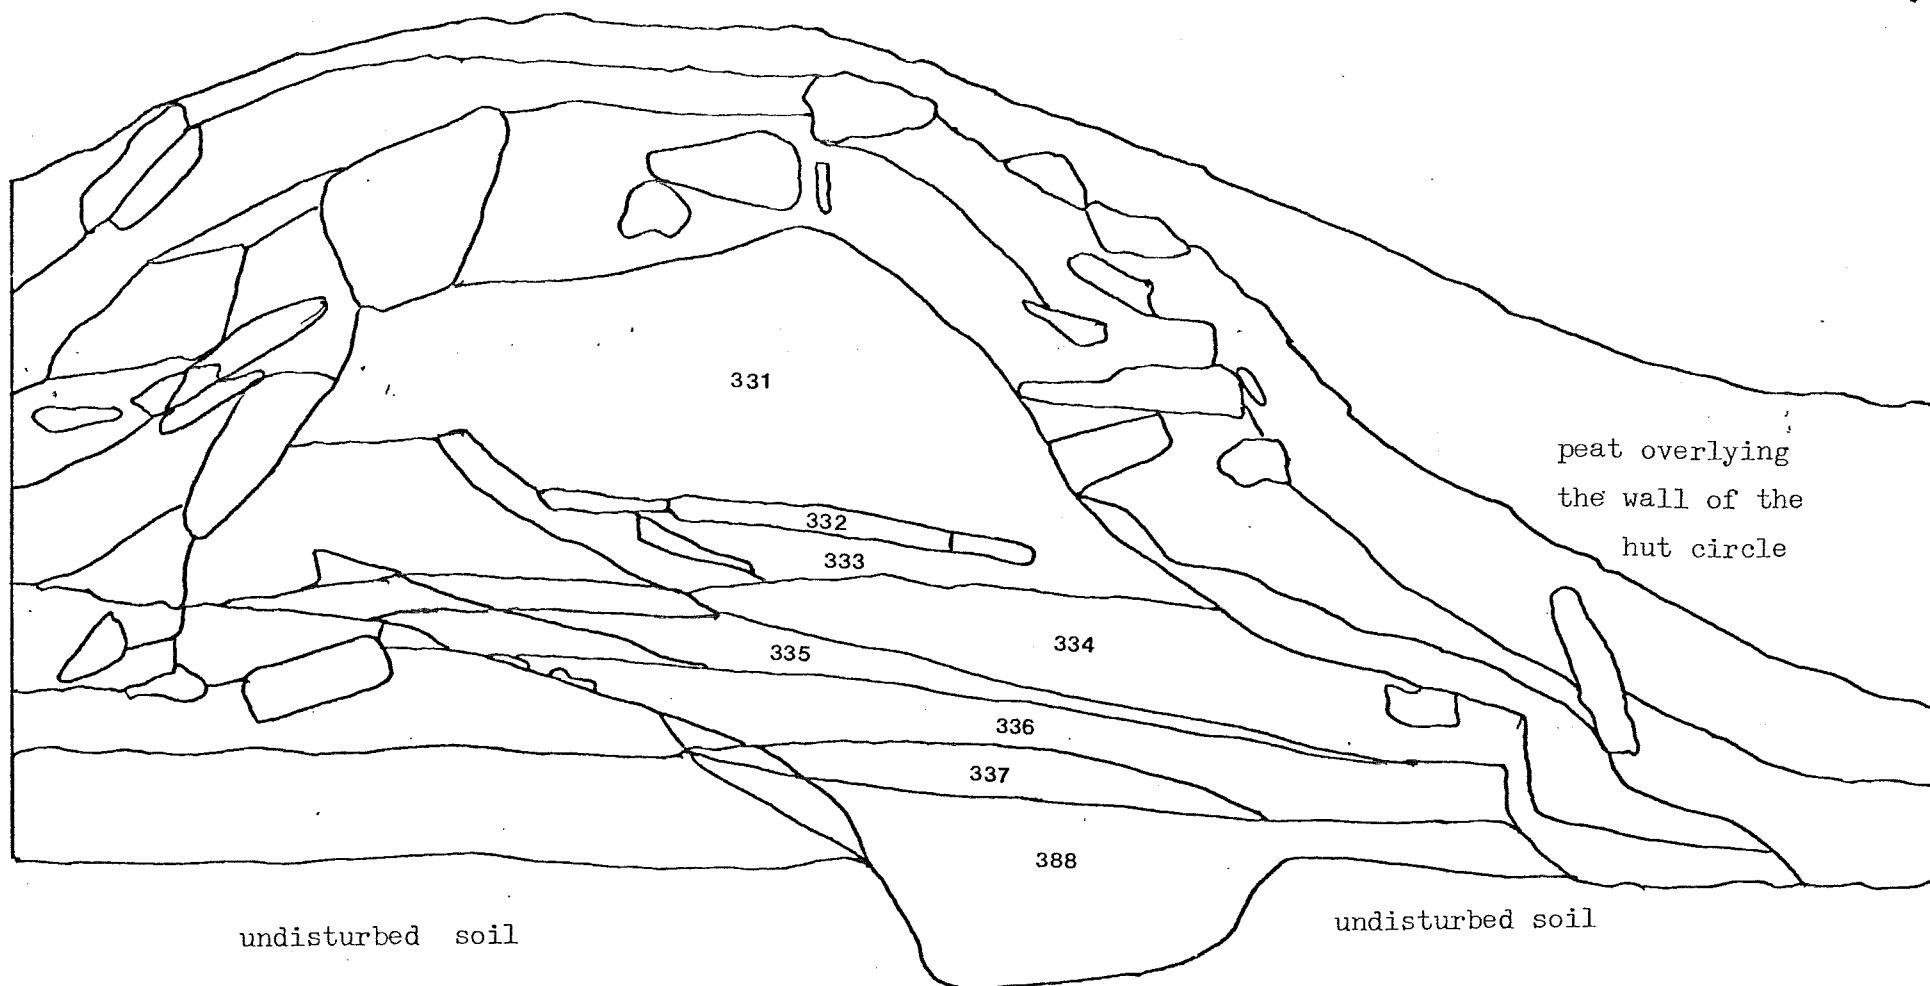 331
peat overlying
the wall of the
hut circle
332
333
334
335
336
337
388
undisturbed soil
undisturbed soil